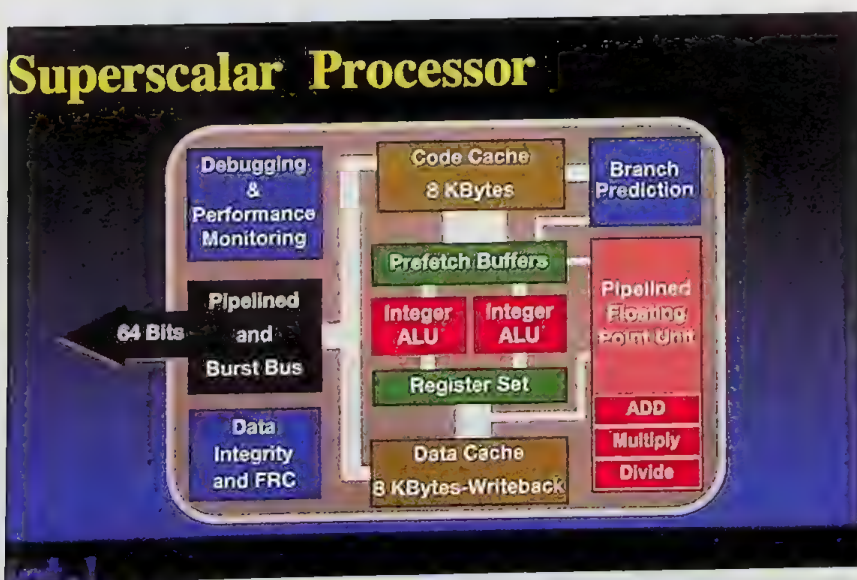 Superscalar Processor
Debugging
&
Performance
Monitoring
Code Cache
8 KBytes
Branch
Prediction
Prefetch Buffers
Pipelined
Floating
Point Unit
64 Bits
Pipelined
and
Burst Bus
Integer
ALU
Integer
ALU
Register Set
ADD
Multiply
Divide
Data
Integrity
and FRC
Data Cache
8 KBytes-Writeback